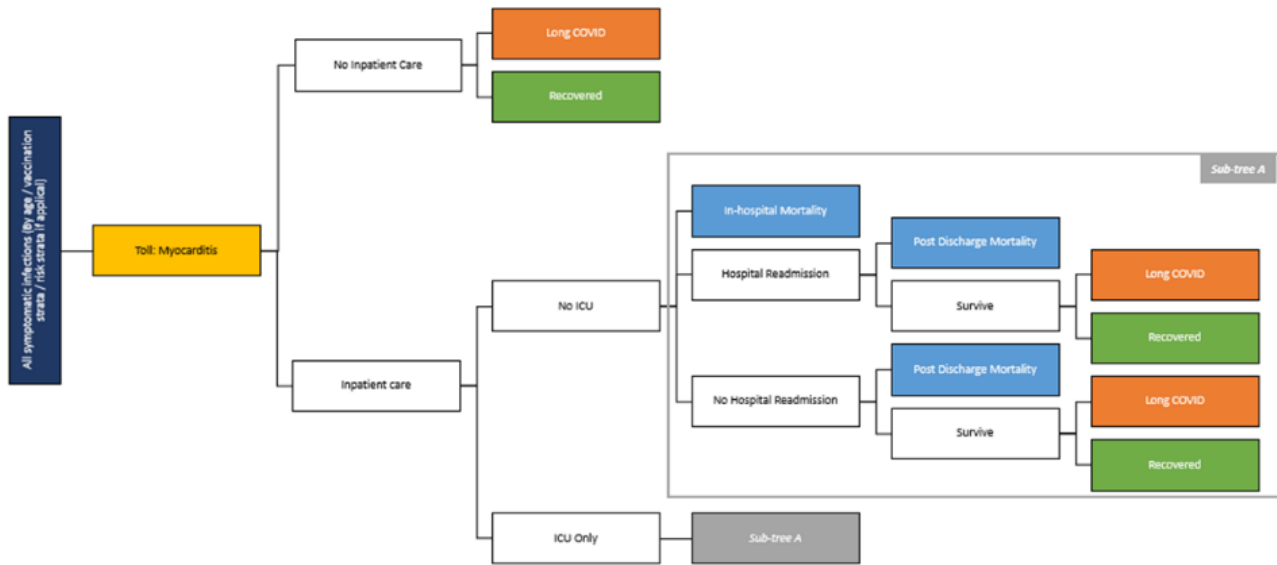 Long COVID
No Inpatient Care
Recovered
All symptomatic infections (By age / vaccination
strata / risk strata if applical)
Toll: Myocarditis
Sub-tree A
In-hospital Mortality
Post Discharge Mortality
Hospital Readmission
Long COVID
Survive
No ICU
Recovered
Inpatient care
Post Discharge Mortality
No Hospital Readmission
Long COVID
Survive
Recovered
ICU Only
Sub-tree A